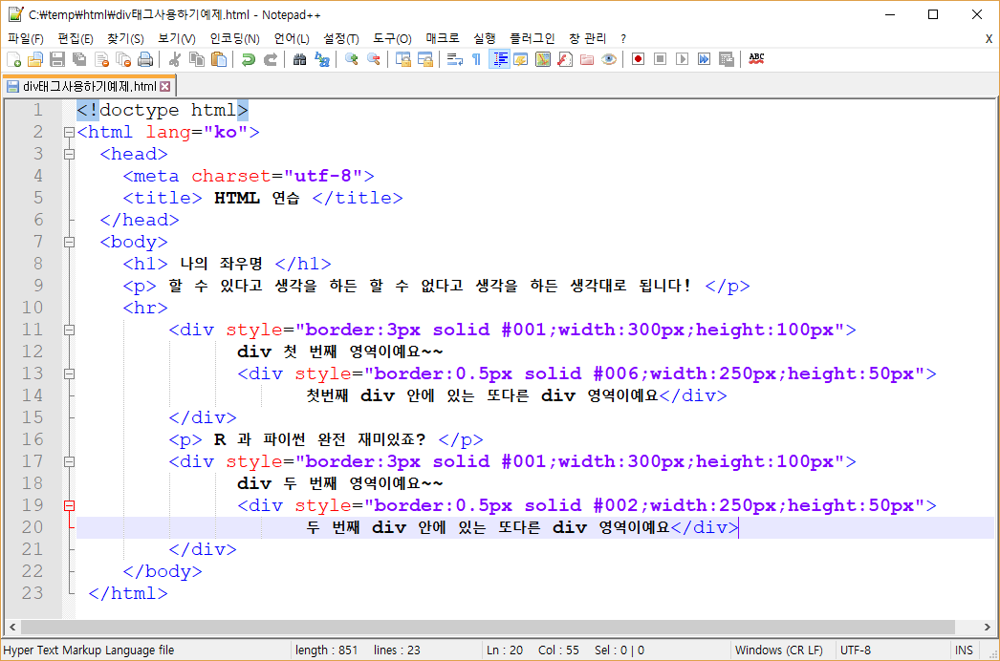 C:₩temp₩html₩div태그사용하기예제.html - Notepad++
파일(F) 편집(E) 찾기(S) 보기(V) 인코딩(N) 언어(L) 설정(T) 도구(O) 매크로 실행 플러그인 창 관리 ? X
ABC
div태그사용하기예제.html
1 <!doctype html>
2 <html lang="ko">
3 <head>
4 <meta charset="utf-8">
5 <title> HTML 연습 </title>
6 </head>
7 <body>
8 <h1> 나의 좌우명 </h1>
9 <p> 할 수 있다고 생각을 하든 할 수 없다고 생각을 하든 생각대로 됩니다! </p>
10 <hr>
11 <div style="border:3px solid #001;width:300px;height:100px">
12 div 첫 번째 영역이예요~~
13 <div style="border:0.5px solid #006;width:250px;height:50px">
14 첫번째 div 안에 있는 또다른 div 영역이예요</div>
15 </div>
16 <p> R 과 파이썬 완전 재미있죠? </p>
17 <div style="border:3px solid #001;width:300px;height:100px">
18 div 두 번째 영역이예요~~
19 <div style="border:0.5px solid #002;width:250px;height:50px">
20 두 번째 div 안에 있는 또다른 div 영역이예요</div>
21 </div>
22 </body>
23 </html>
Hyper Text Markup Language file length : 851 lines : 23 Ln : 20 Col : 55 Sel : 0 | 0 Windows (CR LF) UTF-8 INS